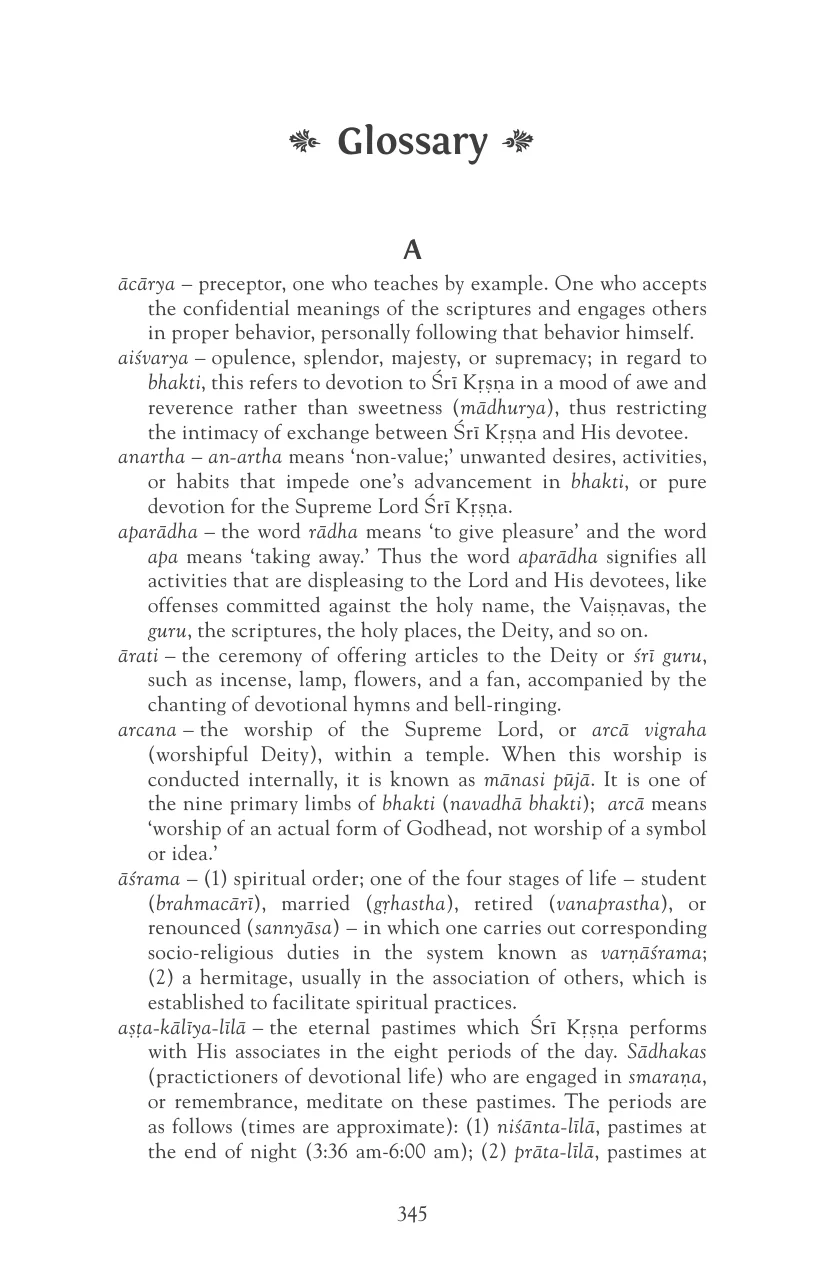 Glossary
A
ācārya – preceptor, one who teaches by example. One who accepts
the confidential meanings of the scriptures and engages others
in proper behavior, personally following that behavior himself.
aiśvarya – opulence, splendor, majesty, or supremacy; in regard to
bhakti, this refers to devotion to Śrī Kṛṣṇa in a mood of awe and
reverence rather than sweetness (mādhurya), thus restricting
the intimacy of exchange between Śrī Kṛṣṇa and His devotee.
anartha – an-artha means ‘non-value;’ unwanted desires, activities,
or habits that impede one’s advancement in bhakti, or pure
devotion for the Supreme Lord Śrī Kṛṣṇa.
aparādha – the word rādha means ‘to give pleasure’ and the word
apa means ‘taking away.’ Thus the word aparādha signifies all
activities that are displeasing to the Lord and His devotees, like
offenses committed against the holy name, the Vaiṣṇavas, the
guru, the scriptures, the holy places, the Deity, and so on.
ārati – the ceremony of offering articles to the Deity or śrī guru,
such as incense, lamp, flowers, and a fan, accompanied by the
chanting of devotional hymns and bell-ringing.
arcana – the worship of the Supreme Lord, or arcā vigraha
(worshipful Deity), within a temple. When this worship is
conducted internally, it is known as mānasi pūjā. It is one of
the nine primary limbs of bhakti (navadhā bhakti); arcā means
‘worship of an actual form of Godhead, not worship of a symbol
or idea.’
āśrama – (1) spiritual order; one of the four stages of life – student
(brahmacārī), married (gṛhastha), retired (vanaprastha), or
renounced (sannyāsa) – in which one carries out corresponding
socio-religious duties in the system known as varṇāśrama;
(2) a hermitage, usually in the association of others, which is
established to facilitate spiritual practices.
aṣṭa-kālīya-līlā – the eternal pastimes which Śrī Kṛṣṇa performs
with His associates in the eight periods of the day. Sādhakas
(practictioners of devotional life) who are engaged in smaraṇa,
or remembrance, meditate on these pastimes. The periods are
as follows (times are approximate): (1) niśānta-līlā, pastimes at
the end of night (3:36 am-6:00 am); (2) prāta-līlā, pastimes at
345